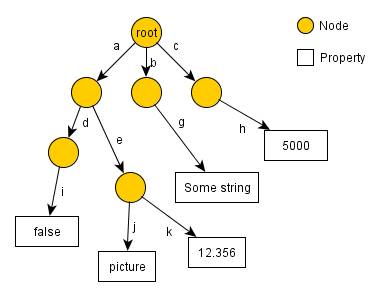 root
Node
Property
a
b
c
d
e
g
h
5000
Some string
i
j
k
false
picture
12.356